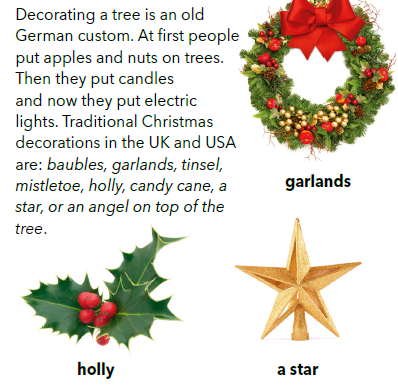 Decorating a tree is an old
German custom. At first people
put apples and nuts on trees.
Then they put candles
and now they put electric
lights. Traditional Christmas
decorations in the UK and USA
are: baubles, garlands, tinsel,
mistletoe, holly, candy cane, a
star, or an angel on top of the
tree.
garlands
holly
a star